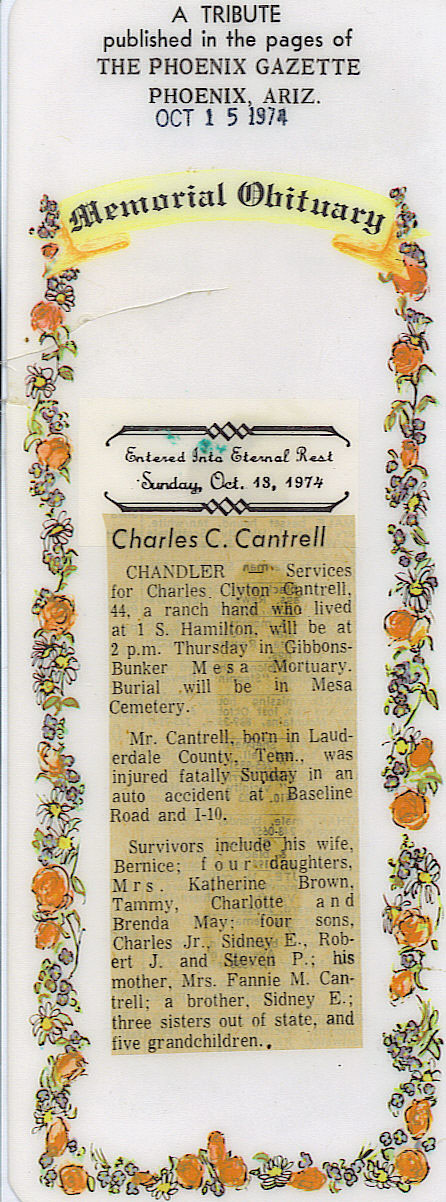 A TRIBUTE
published in the pages of
THE PHOENIX GAZETTE
PHOENIX, ARIZ.
OCT 15 1974
Memorial Obituary
Entered Into Eternal Rest
Sunday, Oct. 13, 1974
Charles C. Cantrell
CHANDLER — Services
for Charles Clyton Cantrell,
44, a ranch hand who lived
at 1 S. Hamilton, will be at
2 p.m. Thursday in Gibbons-
Bunker Mesa Mortuary.
Burial will be in Mesa
Cemetery.
Mr. Cantrell, born in Laud-
erdale County, Tenn., was
injured fatally Sunday in an
auto accident at Baseline
Road and I-10.
Survivors include his wife,
Bernice; four daughters,
Mrs. Katherine Brown,
Tammy, Charlotte and
Brenda May; four sons,
Charles Jr., Sidney E., Rob-
ert J. and Steven P.; his
mother, Mrs. Fannie M. Can-
trell; a brother, Sidney E.;
three sisters out of state, and
five grandchildren.